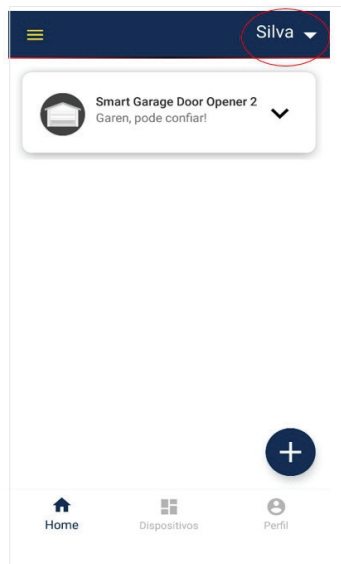 Silva
Smart Garage Door Opener 2
Garen, pode confiar!
Home
Dispositivos
Perfil